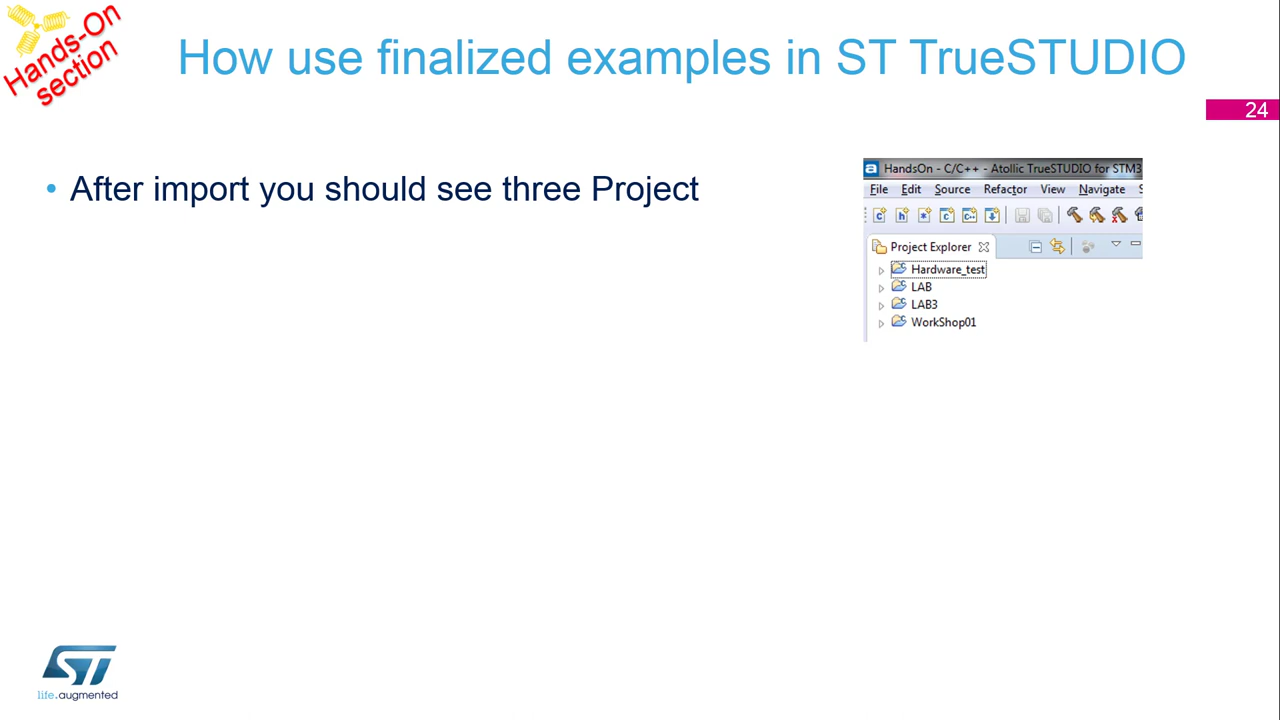 Hands-On
section
How use finalized examples in ST TrueSTUDIO
24
• After import you should see three Project
HandsOn - C/C++ - Atollic TrueSTUDIO for STM3
File Edit Source Refactor View Navigate
Project Explorer
Hardware_test
LAB
LAB3
WorkShop01
ST
life.augmented